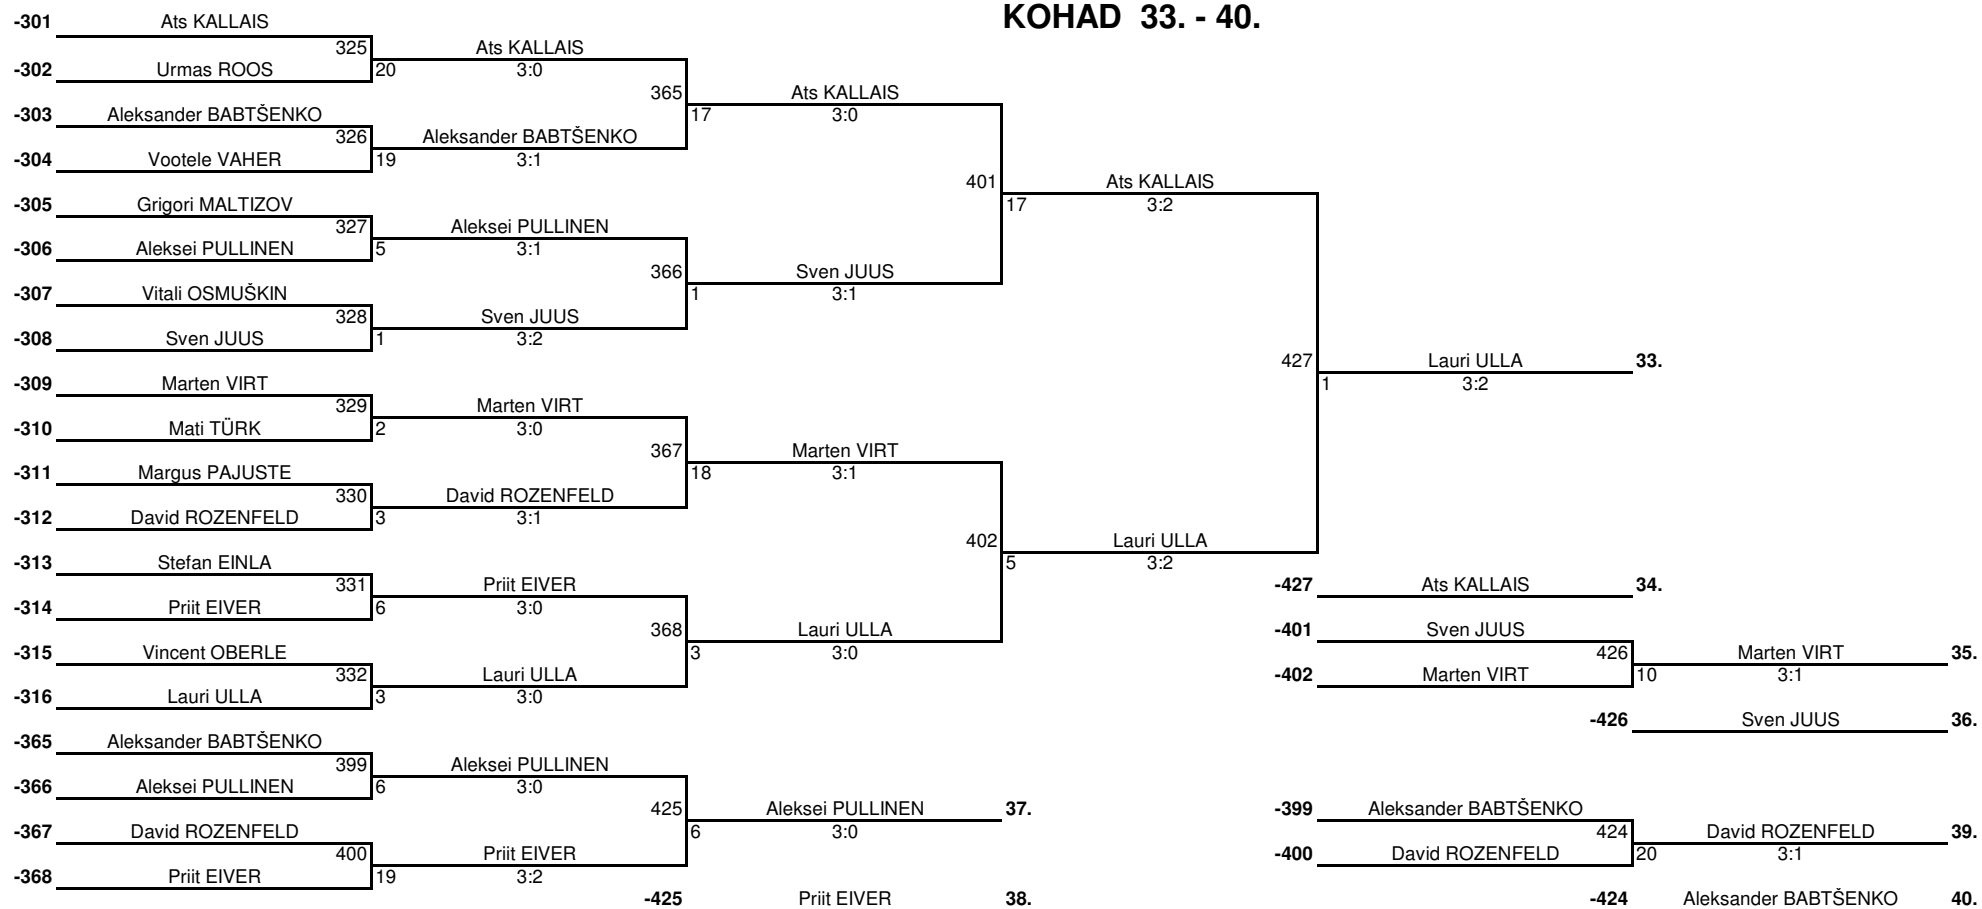 KOHAD 33. - 40.
-301 Ats KALLAIS
325 Ats KALLAIS
-302 Urmas ROOS 20 3:0
365 Ats KALLAIS
-303 Aleksander BABTŠENKO 17 3:0
326 Aleksander BABTŠENKO
-304 Vootele VAHER 19 3:1
401 Ats KALLAIS
-305 Grigori MALTIZOV 17 3:2
327 Aleksei PULLINEN
-306 Aleksei PULLINEN 5 3:1
366 Sven JUUS
-307 Vitali OSMUŠKIN 1 3:1
328 Sven JUUS
-308 Sven JUUS 1 3:2
427 Lauri ULLA 33.
-309 Marten VIRT 1 3:2
329 Marten VIRT
-310 Mati TÜRK 2 3:0
367 Marten VIRT
-311 Margus PAJUSTE 18 3:1
330 David ROZENFELD
-312 David ROZENFELD 3 3:1
402 Lauri ULLA
-313 Stefan EINLA 5 3:2
331 Priit EIVER -427 Ats KALLAIS 34.
-314 Priit EIVER 6 3:0
368 Lauri ULLA -401 Sven JUUS
-315 Vincent OBERLE 3 3:0 426 Marten VIRT 35.
332 Lauri ULLA -402 Marten VIRT 10 3:1
-316 Lauri ULLA 3 3:0
-426 Sven JUUS 36.
-365 Aleksander BABTŠENKO
399 Aleksei PULLINEN
-366 Aleksei PULLINEN 6 3:0
425 Aleksei PULLINEN 37. -399 Aleksander BABTŠENKO
-367 David ROZENFELD 6 3:0 424 David ROZENFELD 39.
400 Priit EIVER -400 David ROZENFELD 20 3:1
-368 Priit EIVER 19 3:2
-425 Priit EIVER 38. -424 Aleksander BABTŠENKO 40.